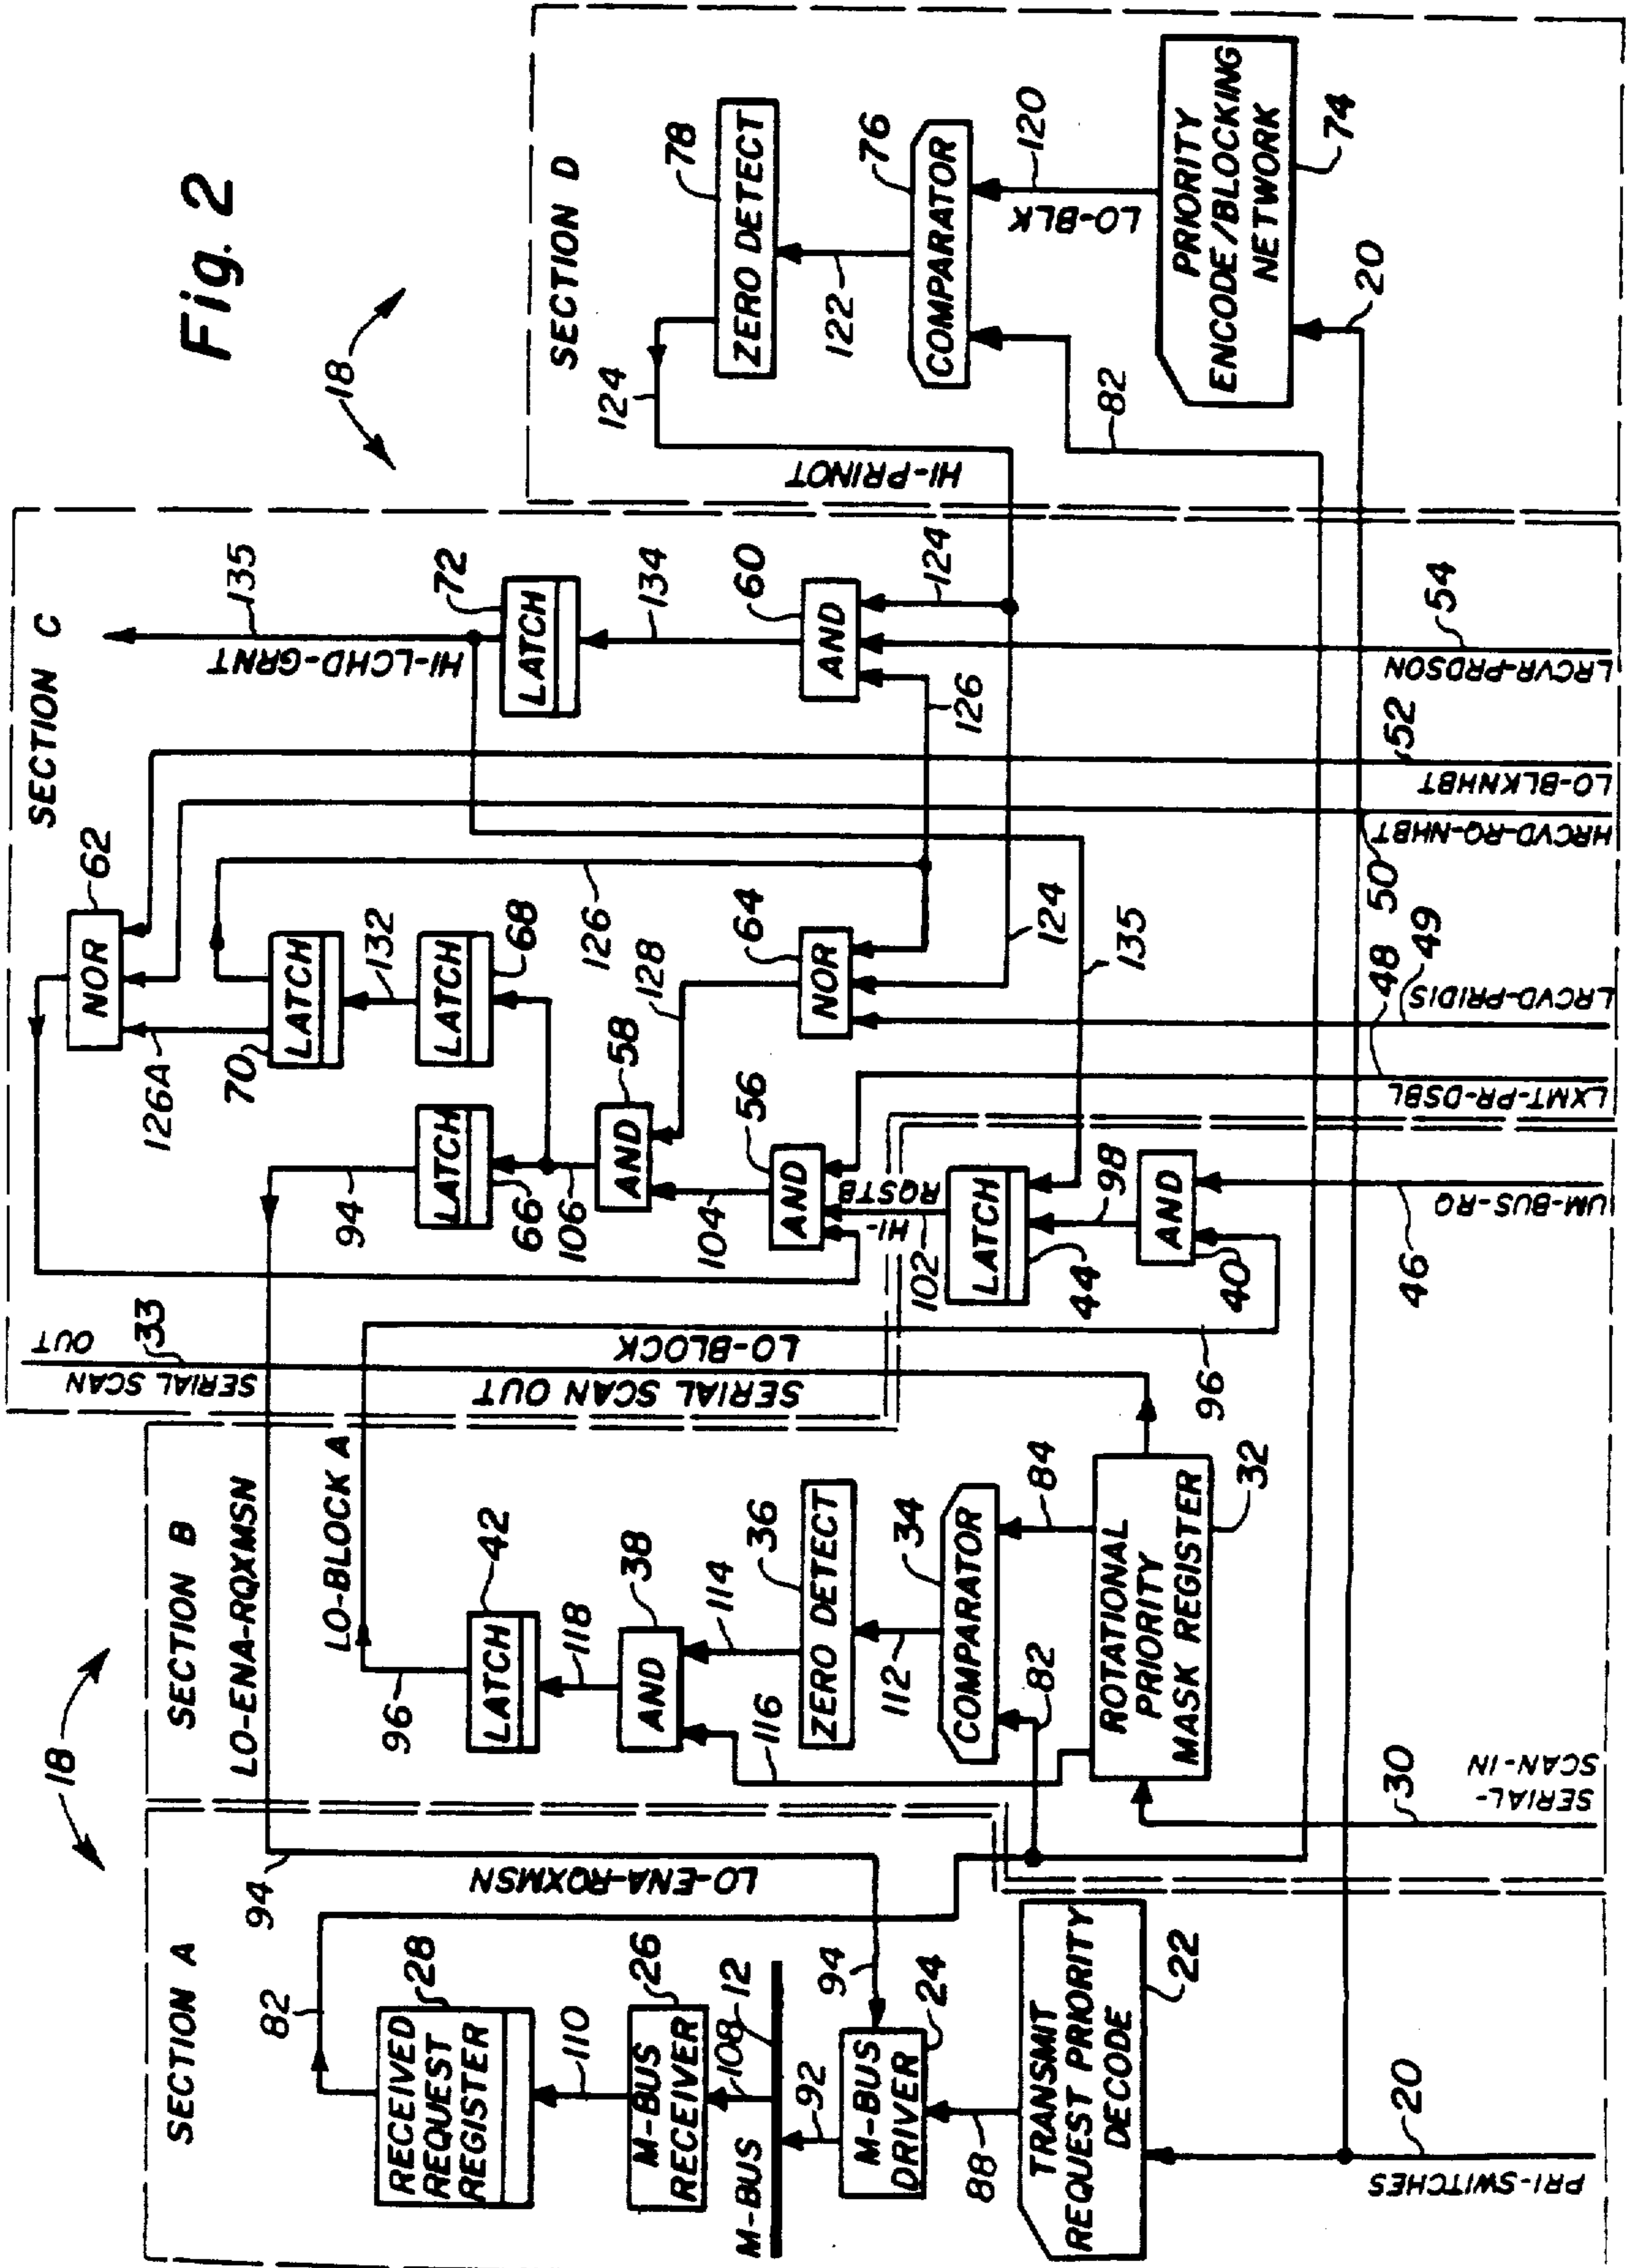 Fig. 2
18
18
SECTION A
82
RECEIVED
REQUEST
REGISTER
28
110
M-BUS
RECEIVER
26
108
12
M-BUS
92
M-BUS
DRIVER
94
24
88
TRANSMIT
REQUEST PRIORITY
DECODE
22
20
PRI-SWITCHES
94
LO-ENA-RQXMSN
SECTION B
LO-ENA-RQXMSN
LO-BLOCK A
96
LATCH
42
118
AND
38
116
114
ZERO DETECT
36
112
COMPARATOR
34
82
84
ROTATIONAL
PRIORITY
MASK REGISTER
32
30
SERIAL-
SCAN-IN
SERIAL SCAN
OUT
33
SERIAL SCAN OUT
LO-BLOCK
96
SECTION C
NOR
62
126A
LATCH
70
132
LATCH
68
94
LATCH
66
106
AND
58
128
126
104
AND
56
NOR
64
HI-
RQSTB
102
LATCH
44
98
AND
40
46
UM-BUS-RQ
124
135
LXMT-PR-DSBL
48
LRCVD-PRIDIS
49
HRCVD-RQ-NHBT
50
LO-BLKNHBT
52
LRCVR-PRDSON
54
135
HI-LCHD-GRNT
LATCH
72
134
AND
60
126
124
SECTION D
HI-PRINOT
124
ZERO DETECT
78
122
COMPARATOR
76
82
LO-BLK
120
PRIORITY
ENCODE/BLOCKING
NETWORK
74
20